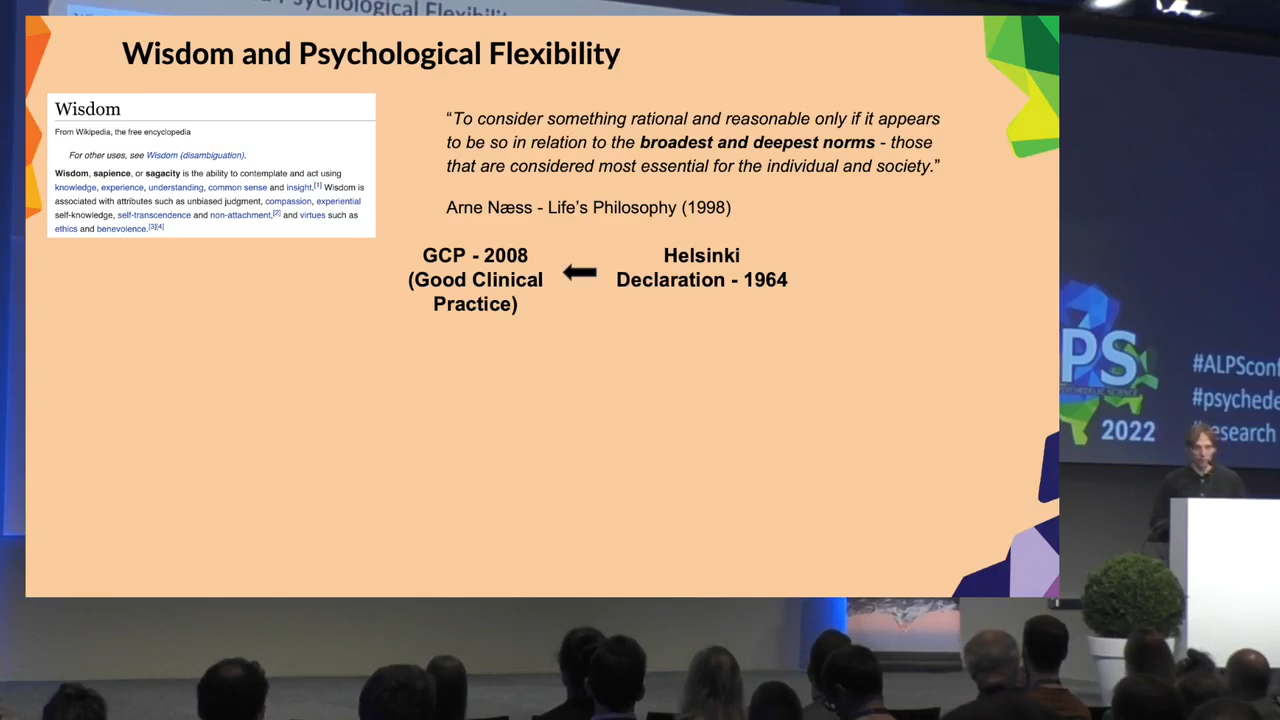 Psychological Flexibility
Wisdom and Psychological Flexibility
Wisdom
From Wikipedia, the free encyclopedia
For other uses, see Wisdom (disambiguation).
Wisdom, sapience, or sagacity is the ability to contemplate and act using
knowledge, experience, understanding, common sense and insight.[1] Wisdom is
associated with attributes such as unbiased judgment, compassion, experiential
self-knowledge, self-transcendence and non-attachment,[2] and virtues such as
ethics and benevolence.[3][4]
“To consider something rational and reasonable only if it appears
to be so in relation to the broadest and deepest norms - those
that are considered most essential for the individual and society.”
Arne Næss - Life’s Philosophy (1998)
GCP - 2008
(Good Clinical
Practice)
Helsinki
Declaration - 1964
PS
2022
#ALPSconf
#psychede
#research